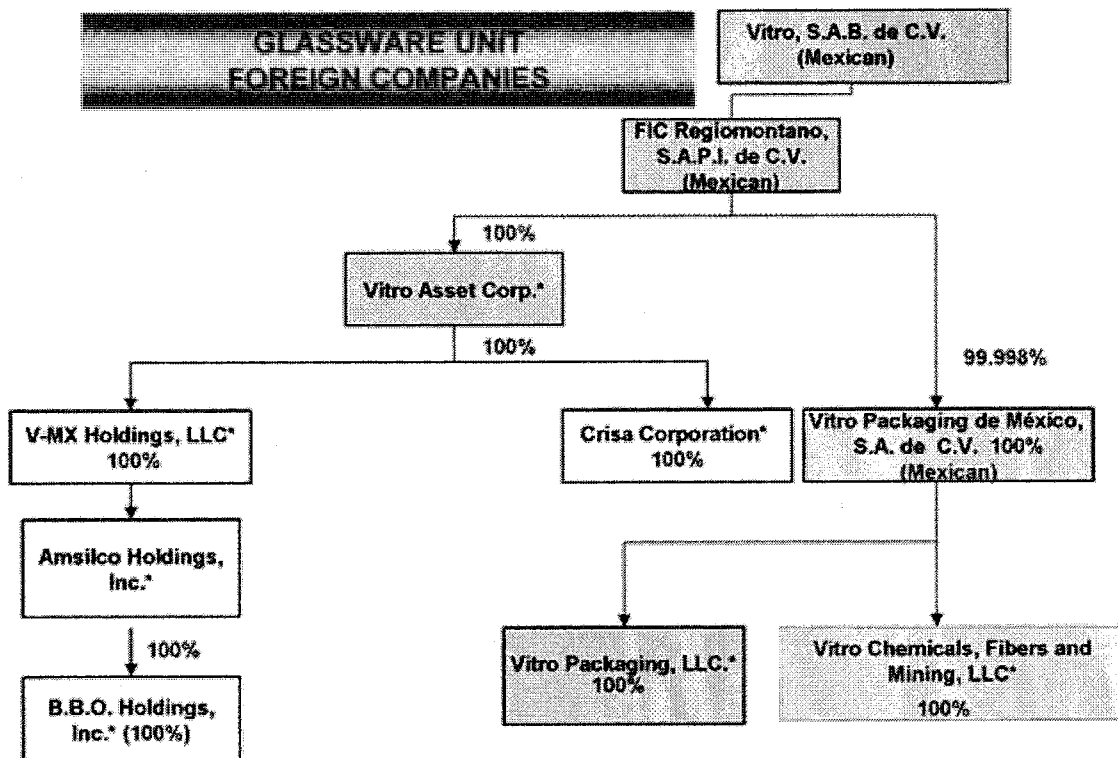 GLASSWARE UNIT
FOREIGN COMPANIES
Vitro, S.A.B. de C.V.
(Mexican)
FIC Regiomontano,
S.A.P.I. de C.V.
(Mexican)
100%
Vitro Asset Corp.*
100%
99.998%
V-MX Holdings, LLC*
100%
Crisa Corporation*
100%
Vitro Packaging de México,
S.A. de C.V. 100%
(Mexican)
Amsilco Holdings,
Inc.*
100%
Vitro Packaging, LLC.*
100%
Vitro Chemicals, Fibers and
Mining, LLC*
100%
B.B.O. Holdings,
Inc.* (100%)